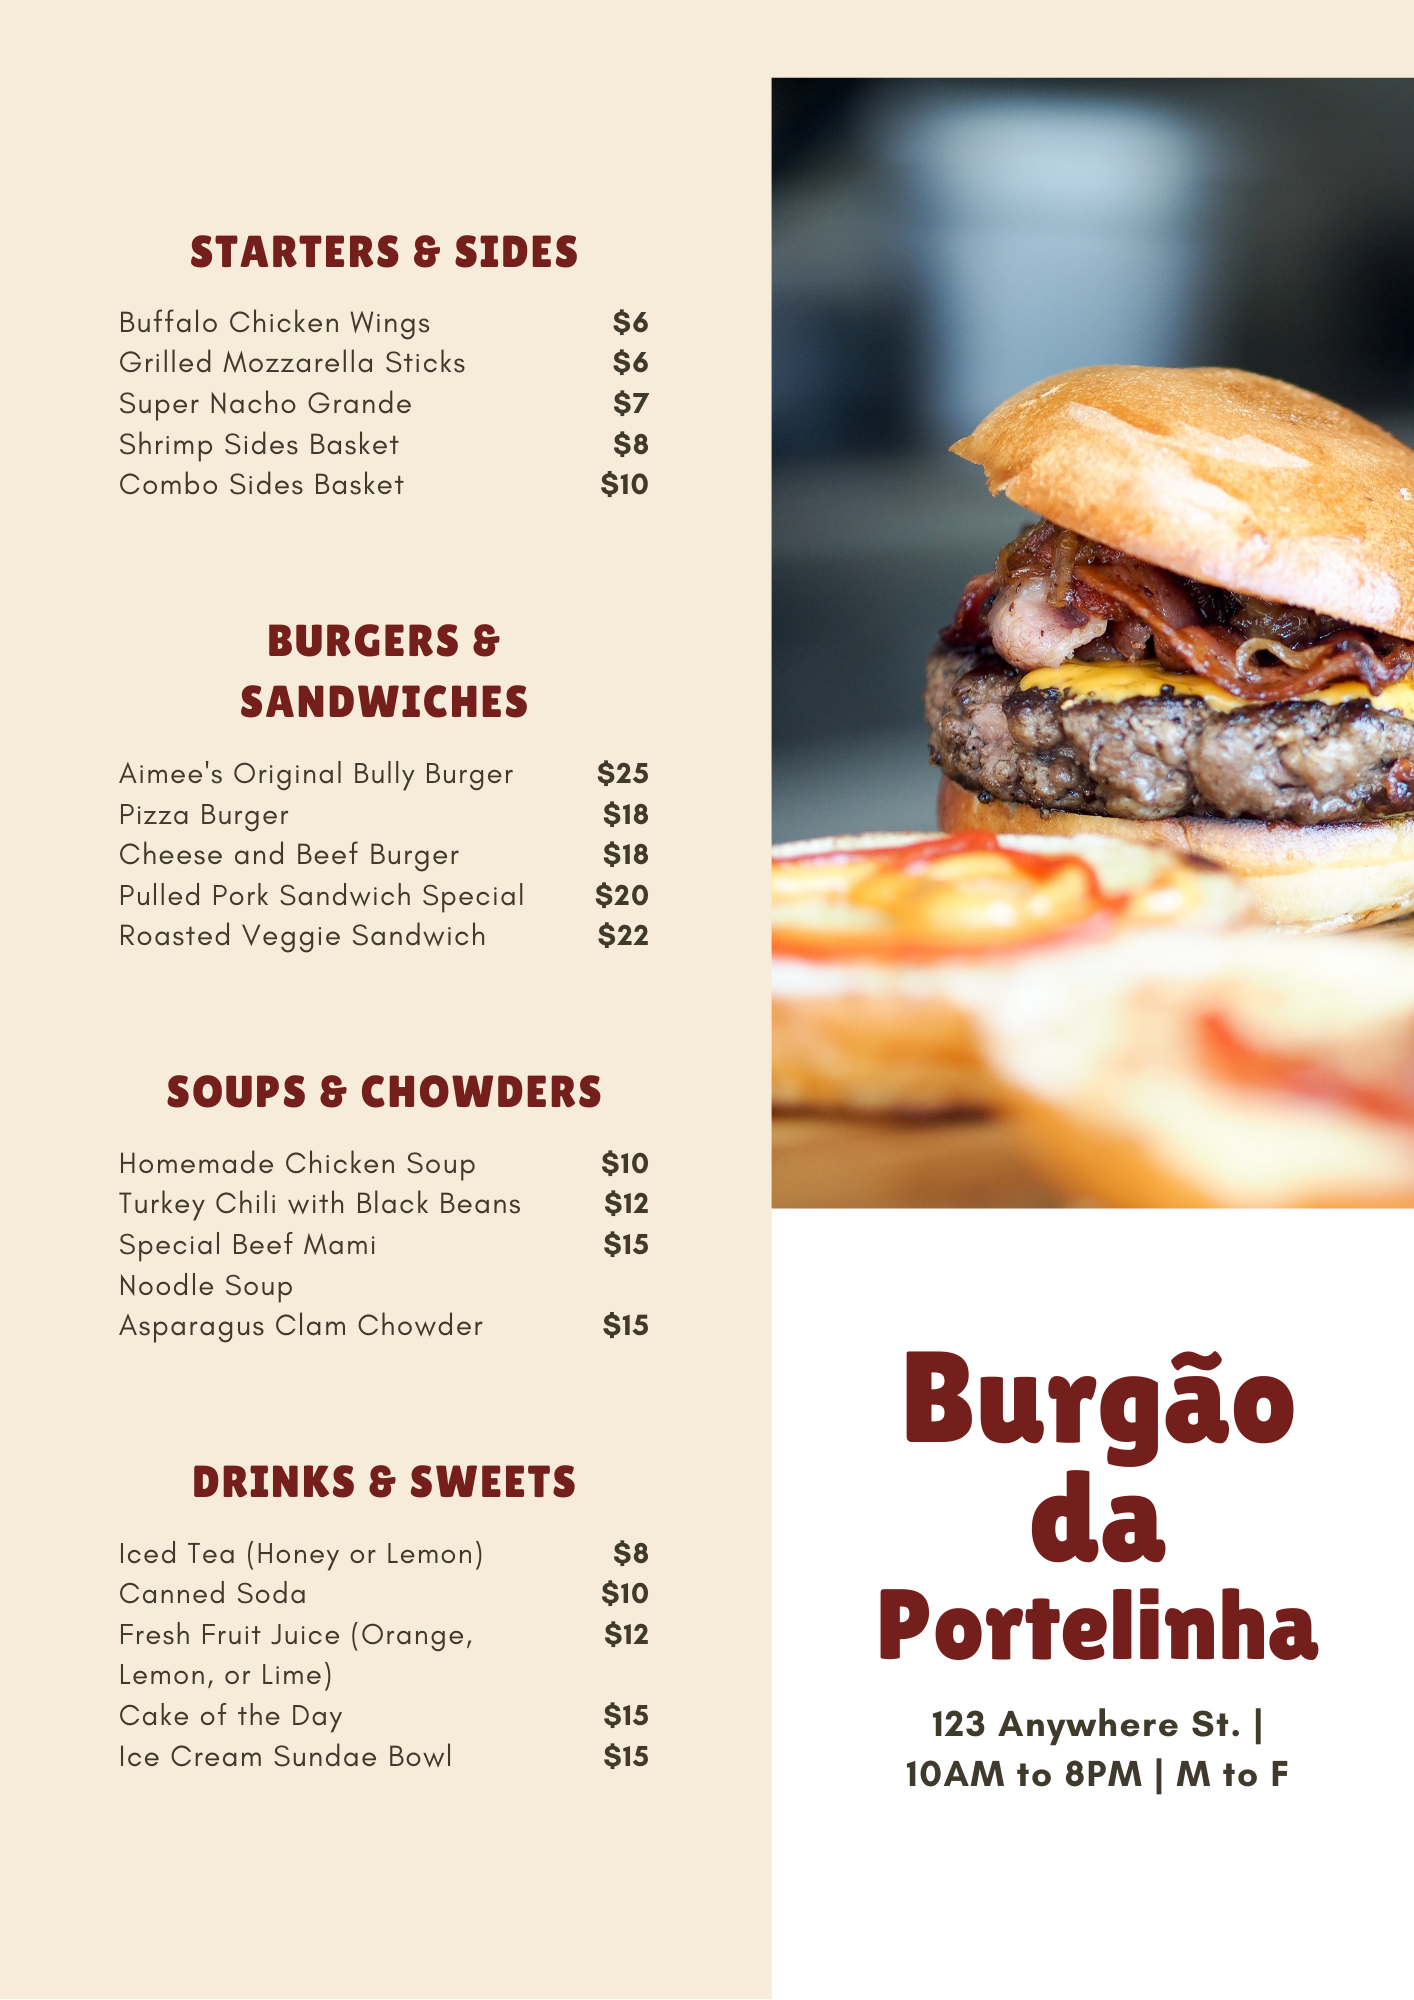 STARTERS & SIDES
Buffalo Chicken Wings $6
Grilled Mozzarella Sticks $6
Super Nacho Grande $7
Shrimp Sides Basket $8
Combo Sides Basket $10
BURGERS &
SANDWICHES
Aimee's Original Bully Burger $25
Pizza Burger $18
Cheese and Beef Burger $18
Pulled Pork Sandwich Special $20
Roasted Veggie Sandwich $22
SOUPS & CHOWDERS
Homemade Chicken Soup $10
Turkey Chili with Black Beans $12
Special Beef Mami $15
Noodle Soup
Asparagus Clam Chowder $15
DRINKS & SWEETS
Iced Tea (Honey or Lemon) $8
Canned Soda $10
Fresh Fruit Juice (Orange, $12
Lemon, or Lime)
Cake of the Day $15
Ice Cream Sundae Bowl $15
Burgão
da
Portelinha
123 Anywhere St. |
10AM to 8PM | M to F